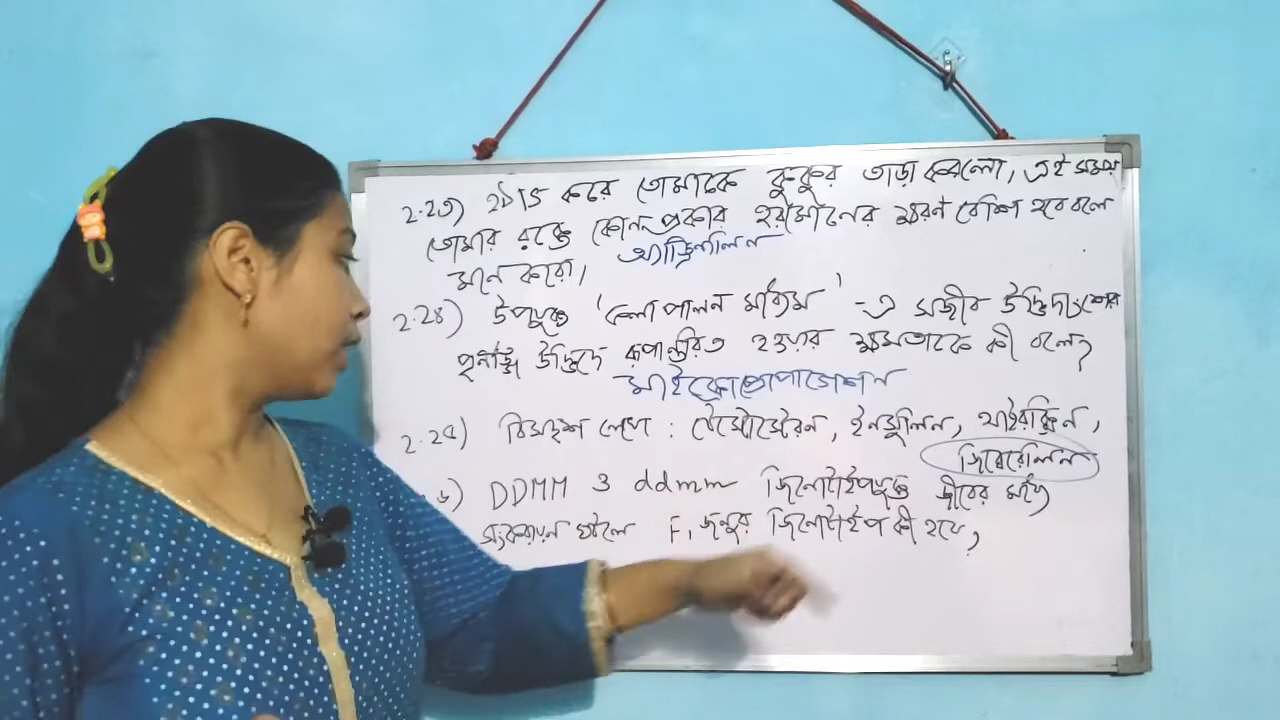 2.23) হঠাৎ করে তোমাকে কুকুর তাড়া করলো, এই সময়
তোমার রক্তে কোন প্রকার হরমোনের ক্ষরণ বেশি হবে বলে
মনে করো,
অ্যাড্রিনালিন
2.24) উপযুক্ত 'কলাপালন মাধ্যম' -এ সজীব উদ্ভিদাংশের
পূর্ণাঙ্গ উদ্ভিদে রূপান্তরিত হওয়ার ক্ষমতাকে কী বলে?
মাইক্রোপ্রোপাগেশন
2.25) বিসদৃশ লেখ : টেস্টোস্টেরন, ইনসুলিন, থাইরক্সিন,
জিব্বেরেলিন
৬) DDMM ও ddmm জিনোটাইপযুক্ত জীবের মধ্যে
সংকরায়ণ ঘটলে F₁ জনুর জিনোটাইপ কী হবে,